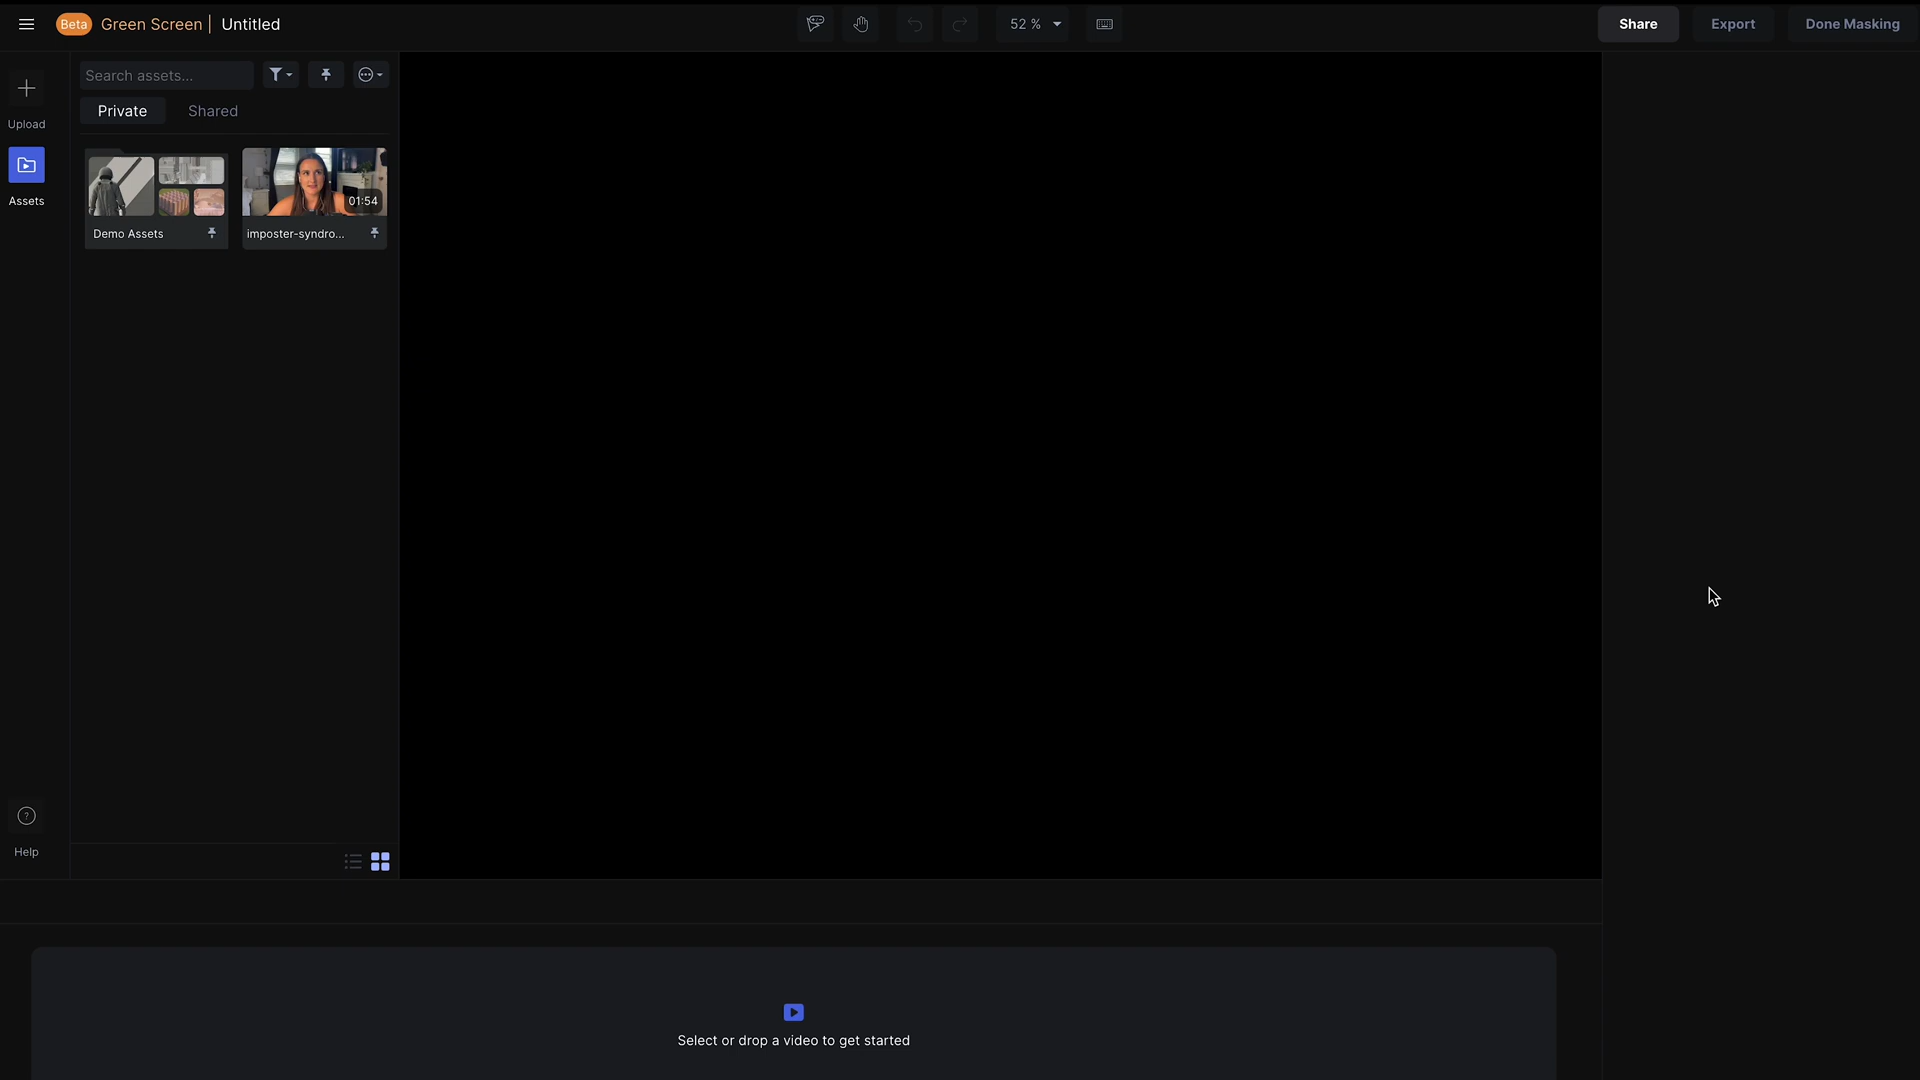 Beta Green Screen | Untitled
52 %
Share
Export
Done Masking
Search assets...
Upload
Private
Shared
Assets
01:54
Demo Assets
imposter-syndro...
?
Help
Select or drop a video to get started